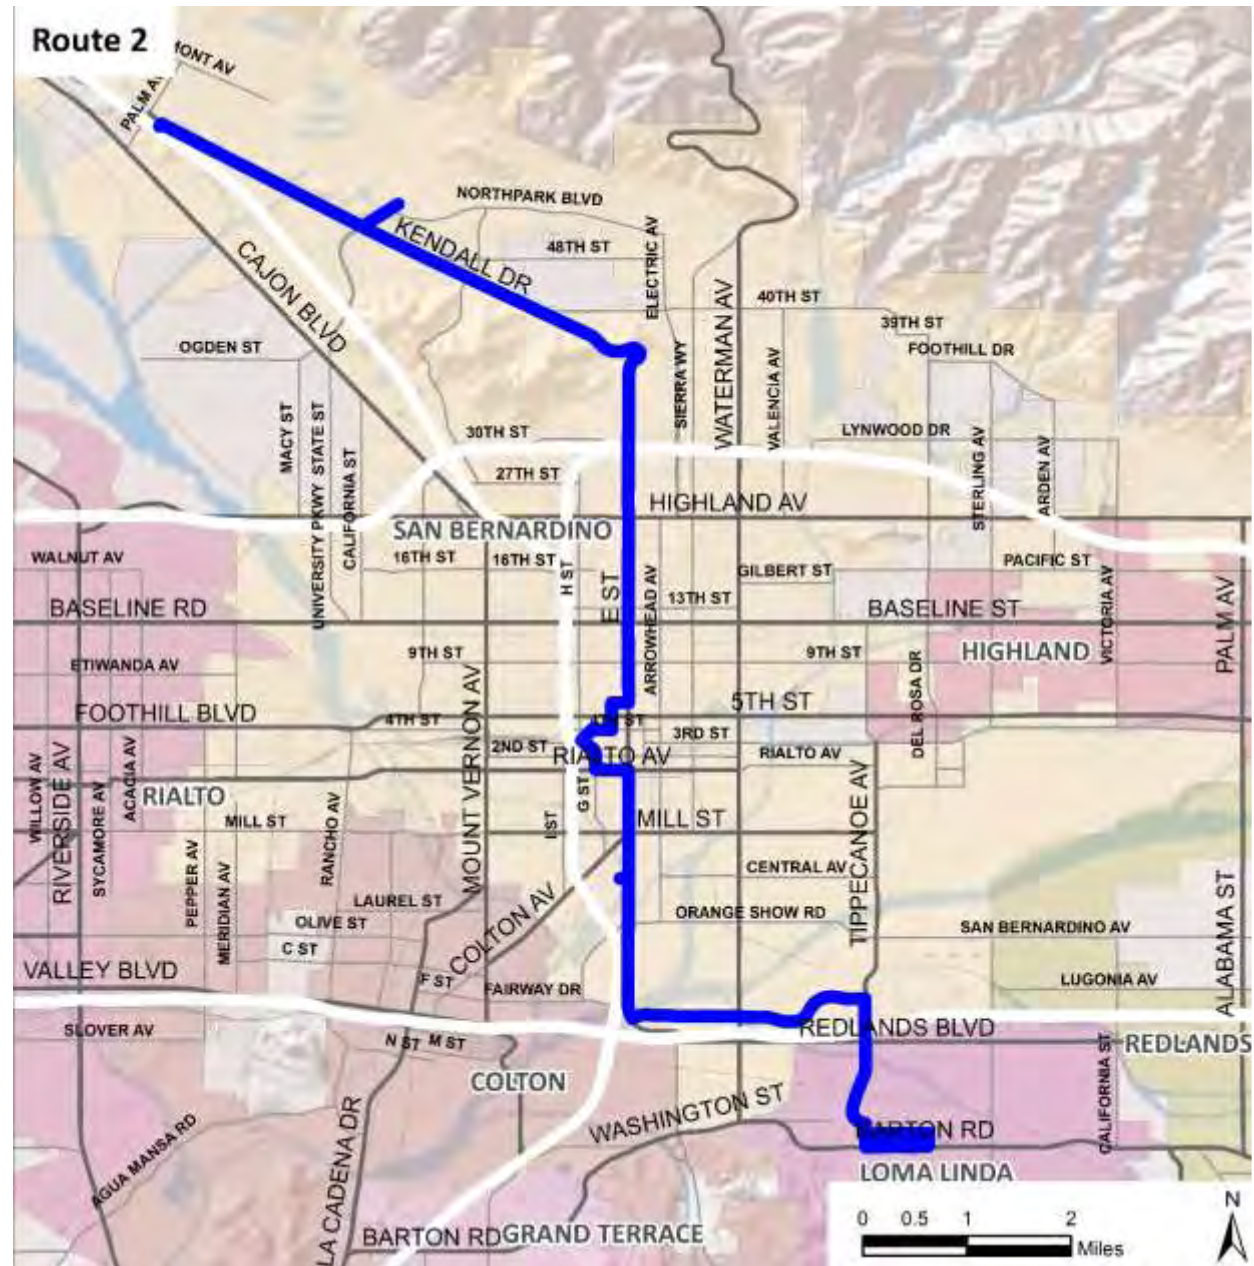 Route 2
MONT AV
PALM AV
NORTHPARK BLVD
KENDALL DR
48TH ST
ELECTRIC AV
CAJON BLVD
40TH ST
39TH ST
OGDEN ST
FOOTHILL DR
SIERRA WY
WATERMAN AV
VALENCIA AV
MACY ST
UNIVERSITY PKWY STATE ST
CALIFORNIA ST
30TH ST
LYNWOOD DR
STERLING AV
ARDEN AV
27TH ST
HIGHLAND AV
SAN BERNARDINO
WALNUT AV
16TH ST
16TH ST
H ST
E ST
ARROWHEAD AV
GILBERT ST
PACIFIC ST
VICTORIA AV
PALM AV
BASELINE RD
13TH ST
BASELINE ST
ETIWANDA AV
9TH ST
9TH ST
HIGHLAND
DEL ROSA DR
FOOTHILL BLVD
4TH ST
MOUNT VERNON AV
4TH ST
5TH ST
3RD ST
2ND ST
RIALTO AV
RIALTO AV
WILLOW AV
RIVERSIDE AV
SYCAMORE AV
ACACIA AV
RIALTO
G ST
TIPPECANOE AV
MILL ST
I ST
MILL ST
PEPPER AV
MERIDIAN AV
RANCHO AV
CENTRAL AV
LAUREL ST
OLIVE ST
C ST
COLTON AV
ORANGE SHOW RD
SAN BERNARDINO AV
ALABAMA ST
VALLEY BLVD
F ST
FAIRWAY DR
LUGONIA AV
SLOVER AV
N ST
M ST
REDLANDS BLVD
REDLANDS
COLTON
CALIFORNIA ST
AGUA MANSA RD
LA CADENA DR
WASHINGTON ST
BARTON RD
LOMA LINDA
BARTON RD
GRAND TERRACE
N
0 0.5 1 2
Miles